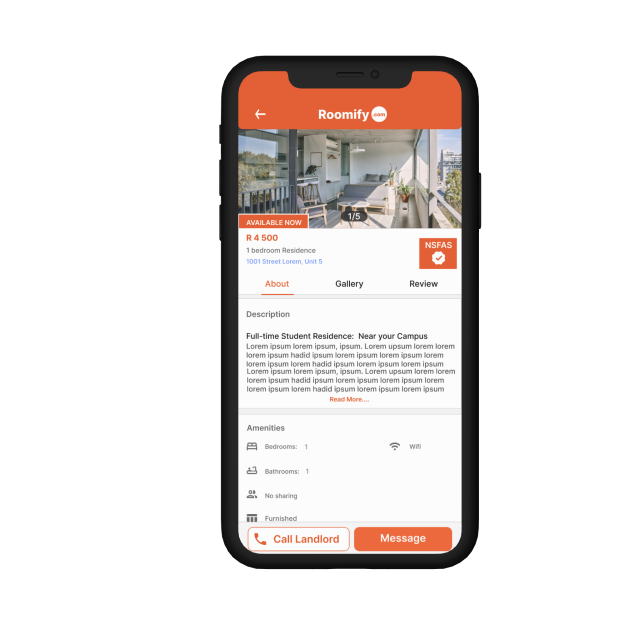 Roomify.com
AVAILABLE NOW
1/5
R 4 500
1 bedroom Residence
1001 Street Lorem, Unit 5
NSFAS
About Gallery Review
Description
Full-time Student Residence: Near your Campus
Lorem ipsum lorem ipsum, ipsum. Lorem upsum lorem lorem
lorem ipsum hadid ipsum lorem ipsum lorem ipsum lorem
lorem ipsum lorem hadid ipsum lorem ipsum lorem ipsum
Lorem ipsum lorem ipsum, ipsum. Lorem upsum lorem lorem
lorem ipsum hadid ipsum lorem ipsum lorem ipsum lorem
lorem ipsum lorem hadid ipsum lorem ipsum lorem ipsum
Read More....
Amenities
Bedrooms: 1 Wifi
Bathrooms: 1
No sharing
Furnished
Call Landlord Message